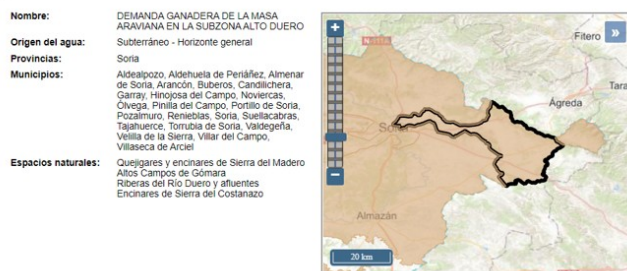 Nombre: DEMANDA GANADERA DE LA MASA
ARAVIANA EN LA SUBZONA ALTO DUERO
Origen del agua: Subterráneo - Horizonte general
Provincias: Soria
Municipios: Aldealpozo, Aldehuela de Periáñez, Almenar
de Soria, Arancón, Buberos, Candilichera,
Garray, Hinojosa del Campo, Noviercas,
Ólvega, Pinilla del Campo, Portillo de Soria,
Pozalmuro, Renieblas, Soria, Suellacabras,
Tajahuerce, Torrubia de Soria, Valdegeña,
Velilla de la Sierra, Villar del Campo,
Villaseca de Arciel
Espacios naturales: Quejigares y encinares de Sierra del Madero
Altos Campos de Gómara
Riberas del Río Duero y afluentes
Encinares de Sierra del Costanazo
+
»
Fitero
Tara
Ágreda
Soria
–
Almazán
20 km